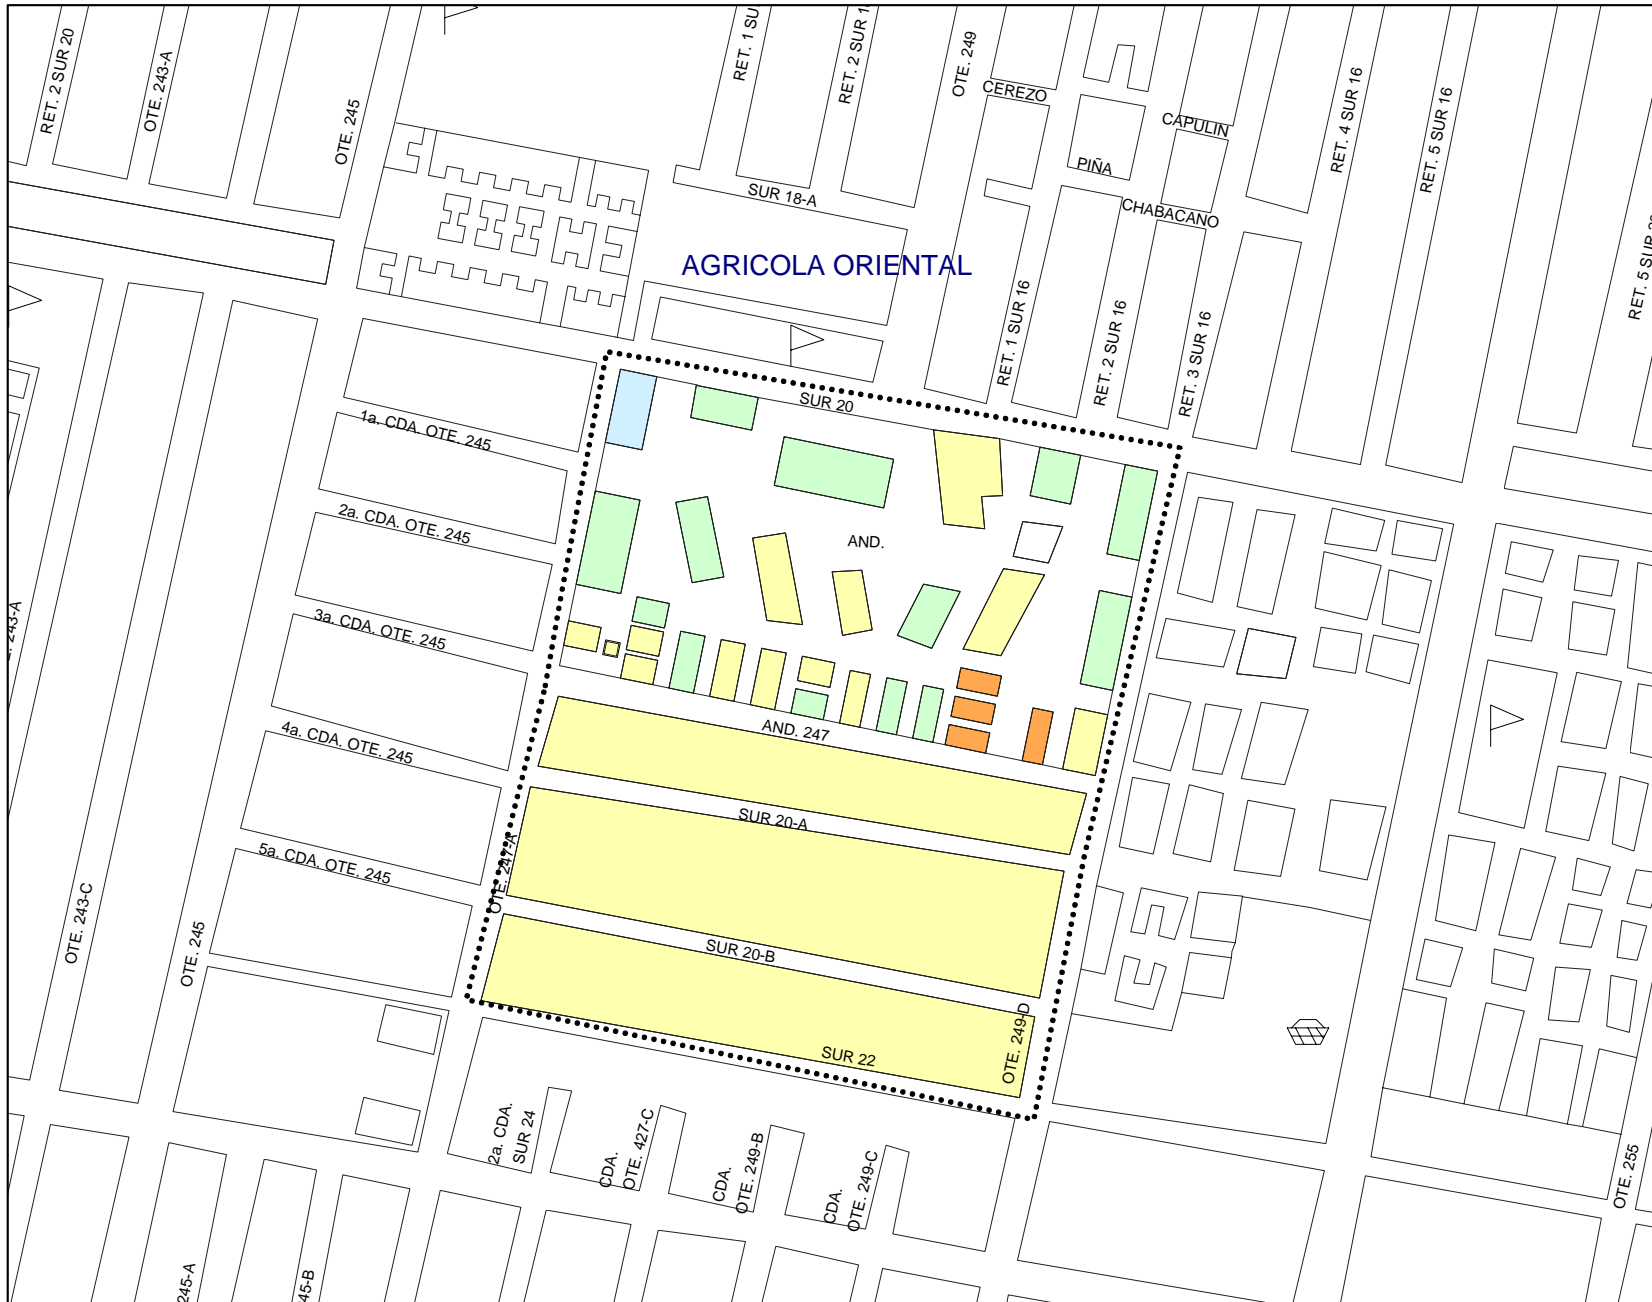 RET. 2 SUR 20
OTE. 243-A
OTE. 245
RET. 1 SU
RET. 2 SUR 1
OTE. 249
CEREZO
CAPULIN
PIÑA
CHABACANO
RET. 4 SUR 16
RET. 5 SUR 16
SUR 18-A
AGRICOLA ORIENTAL
RET. 1 SUR 16
RET. 2 SUR 16
RET. 3 SUR 16
SUR 20
1a. CDA. OTE. 245
2a. CDA. OTE. 245
AND.
3a. CDA. OTE. 245
243-A
4a. CDA. OTE. 245
AND. 247
SUR 20-A
5a. CDA. OTE. 245
OTE. 247-A
OTE. 243-C
OTE. 245
SUR 20-B
SUR 22
OTE. 249-D
2a. CDA.
SUR 24
CDA.
OTE. 427-C
CDA.
OTE. 249-B
CDA.
OTE. 249-C
OTE. 255
245-A
45-B